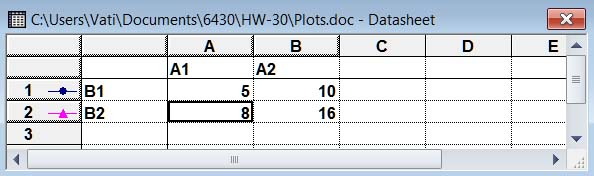 C:\Users\Vati\Documents\6430\HW-30\Plots.doc - Datasheet
A B C D E
A1 A2
1 B1 5 10
2 B2 8 16
3